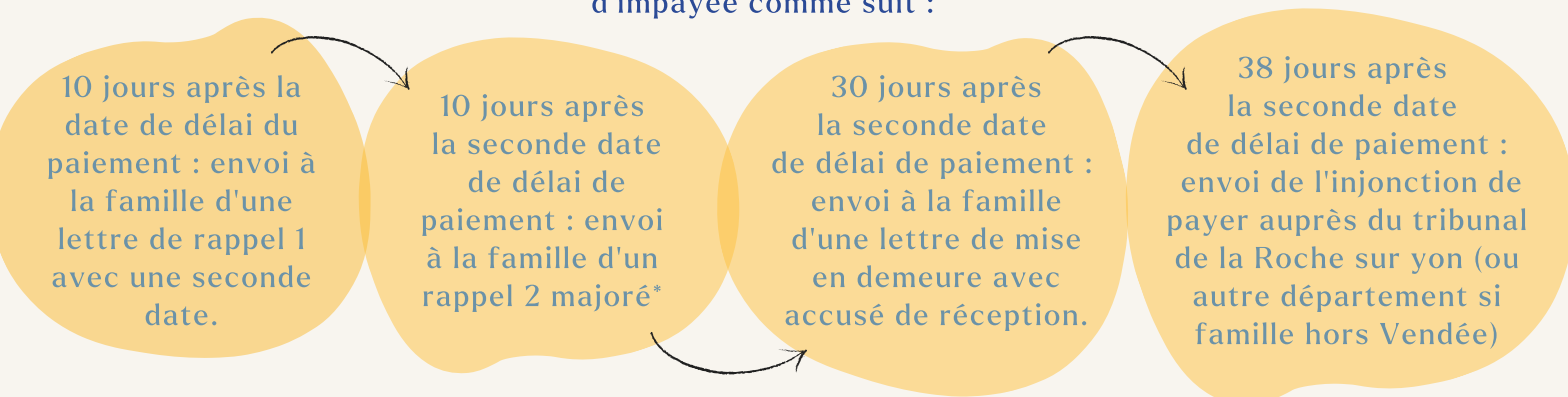 d'impayée comme suit :
10 jours après la
date de délai du
paiement : envoi à
la famille d'une
lettre de rappel 1
avec une seconde
date.
10 jours après
la seconde date
de délai de
paiement : envoi
à la famille d'un
rappel 2 majoré*
30 jours après
la seconde date
de délai de paiement :
envoi à la famille
d'une lettre de mise
en demeure avec
accusé de réception.
38 jours après
la seconde date
de délai de paiement :
envoi de l'injonction de
payer auprès du tribunal
de la Roche sur yon (ou
autre département si
famille hors Vendée)